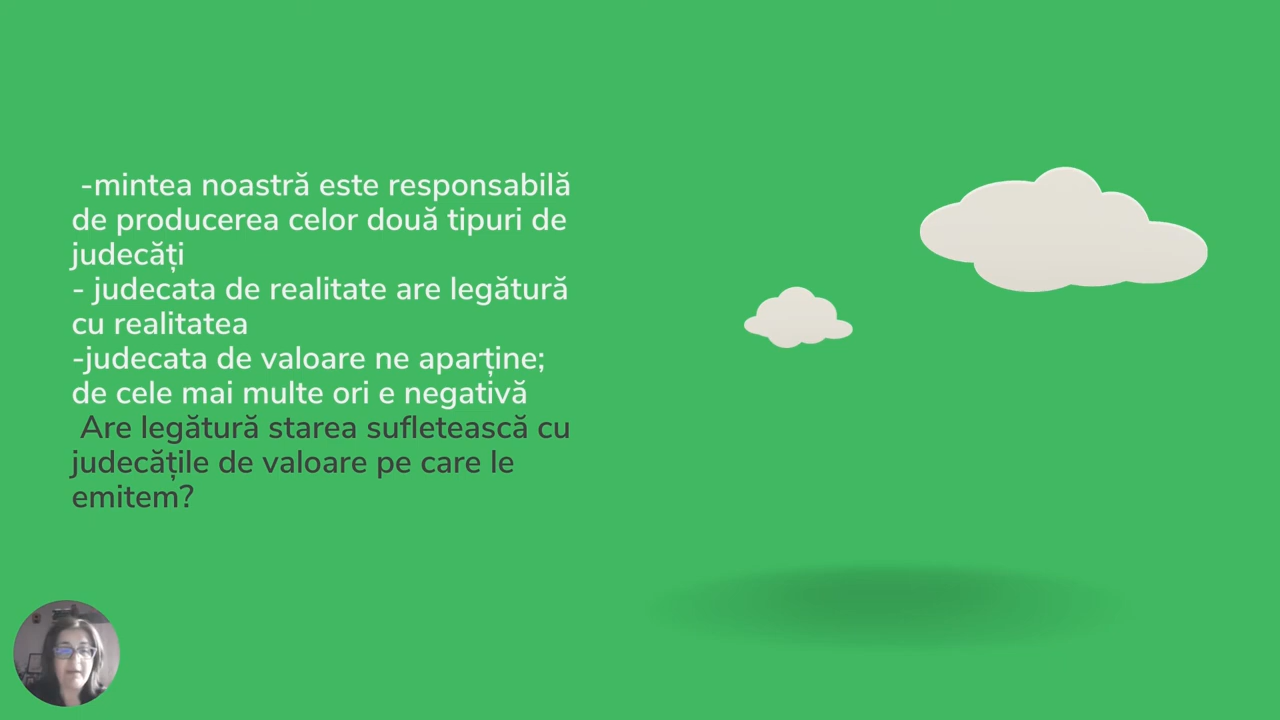 -mintea noastră este responsabilă
de producerea celor două tipuri de
judecăți
- judecata de realitate are legătură
cu realitatea
-judecata de valoare ne aparține;
de cele mai multe ori e negativă
Are legătură starea sufletească cu
judecățile de valoare pe care le
emitem?